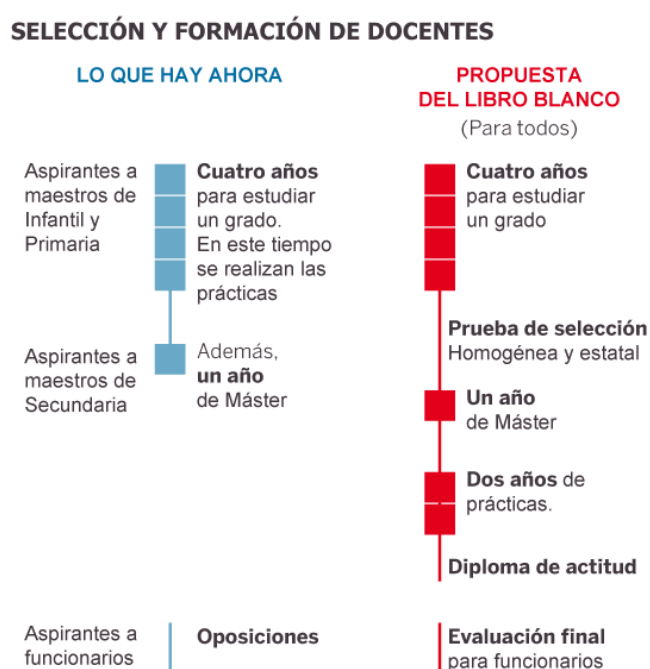 SELECCIÓN Y FORMACIÓN DE DOCENTES
LO QUE HAY AHORA
Aspirantes a
maestros de
Infantil y
Primaria
Cuatro años
para estudiar
un grado.
En este tiempo
se realizan las
prácticas
Aspirantes a
maestros de
Secundaria
Además,
un año
de Máster
Aspirantes a
funcionarios
Oposiciones
PROPUESTA
DEL LIBRO BLANCO
(Para todos)
Cuatro años
para estudiar
un grado
Prueba de selección
Homogénea y estatal
Un año
de Máster
Dos años de
prácticas.
Diploma de actitud
Evaluación final
para funcionarios